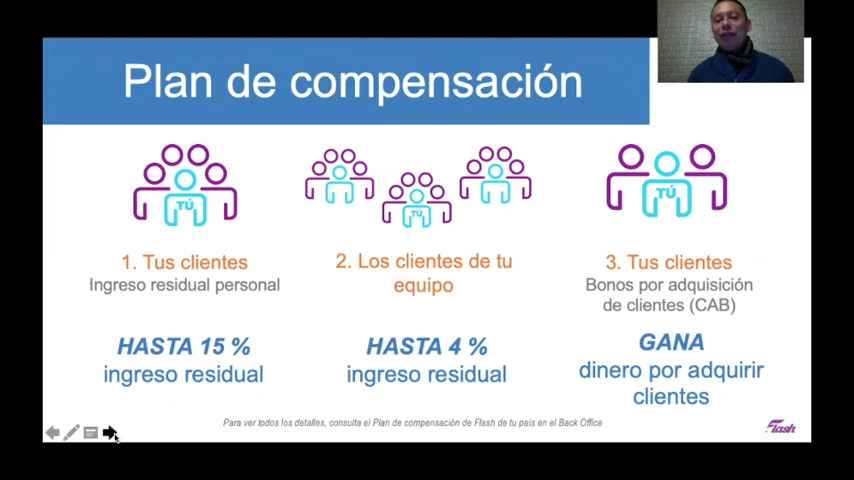 Plan de compensación
TÚ
TÚ
TÚ
1. Tus clientes
Ingreso residual personal
HASTA 15 %
ingreso residual
2. Los clientes de tu
equipo
HASTA 4 %
ingreso residual
3. Tus clientes
Bonos por adquisición
de clientes (CAB)
GANA
dinero por adquirir
clientes
Para ver todos los detalles, consulta el Plan de compensación de Flash de tu país en el Back Office
Flash